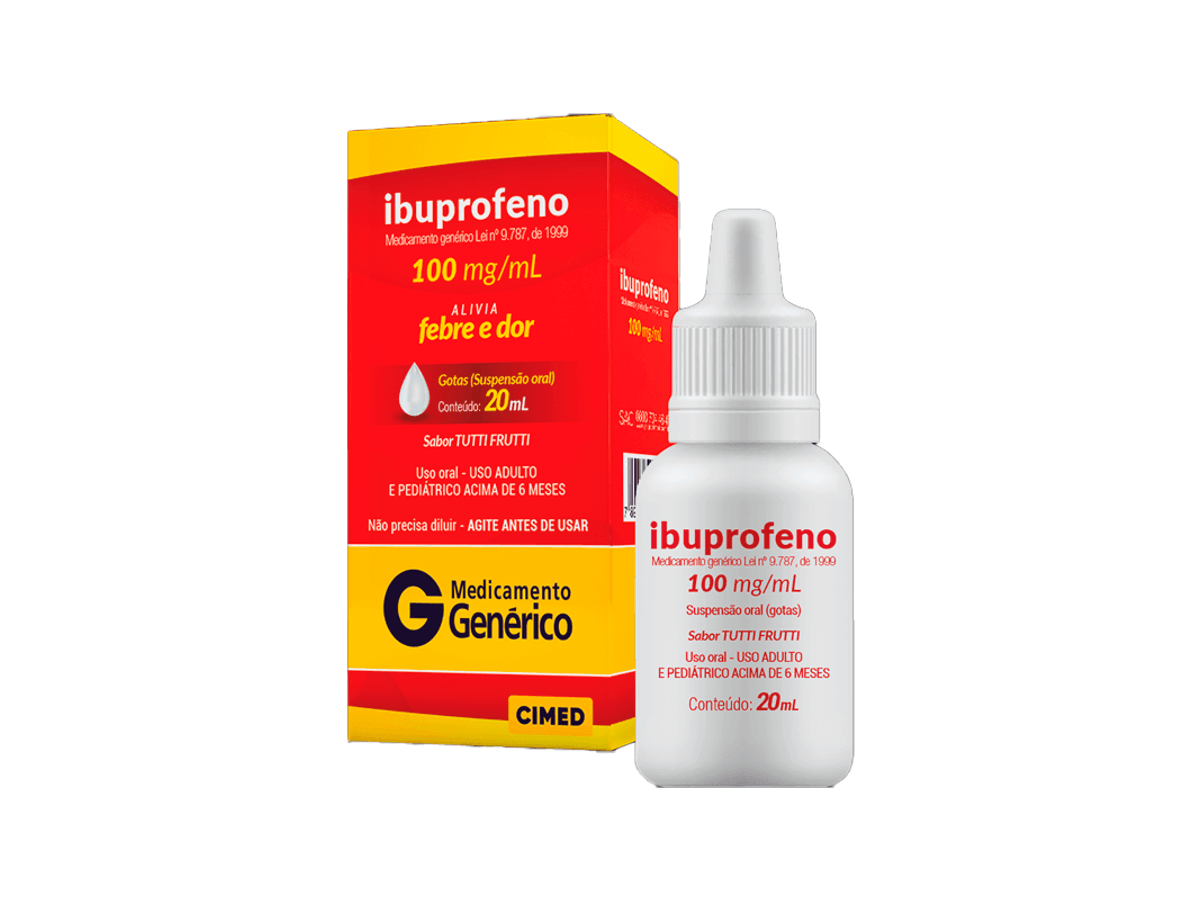 ibuprofeno
Medicamento genérico Lei nº 9.787, de 1999
100 mg/mL
ALIVIA
febre e dor
Gotas (Suspensão oral)
Conteúdo: 20mL
Sabor TUTTI FRUTTI
Uso oral - USO ADULTO
E PEDIÁTRICO ACIMA DE 6 MESES
Não precisa diluir - AGITE ANTES DE USAR
G Medicamento
Genérico
CIMED
ibuprofeno
100 mg/mL
SAC
ibuprofeno
Medicamento genérico Lei nº 9.787, de 1999
100 mg/mL
Suspensão oral (gotas)
Sabor TUTTI FRUTTI
Uso oral - USO ADULTO
E PEDIÁTRICO ACIMA DE 6 MESES
Conteúdo: 20mL